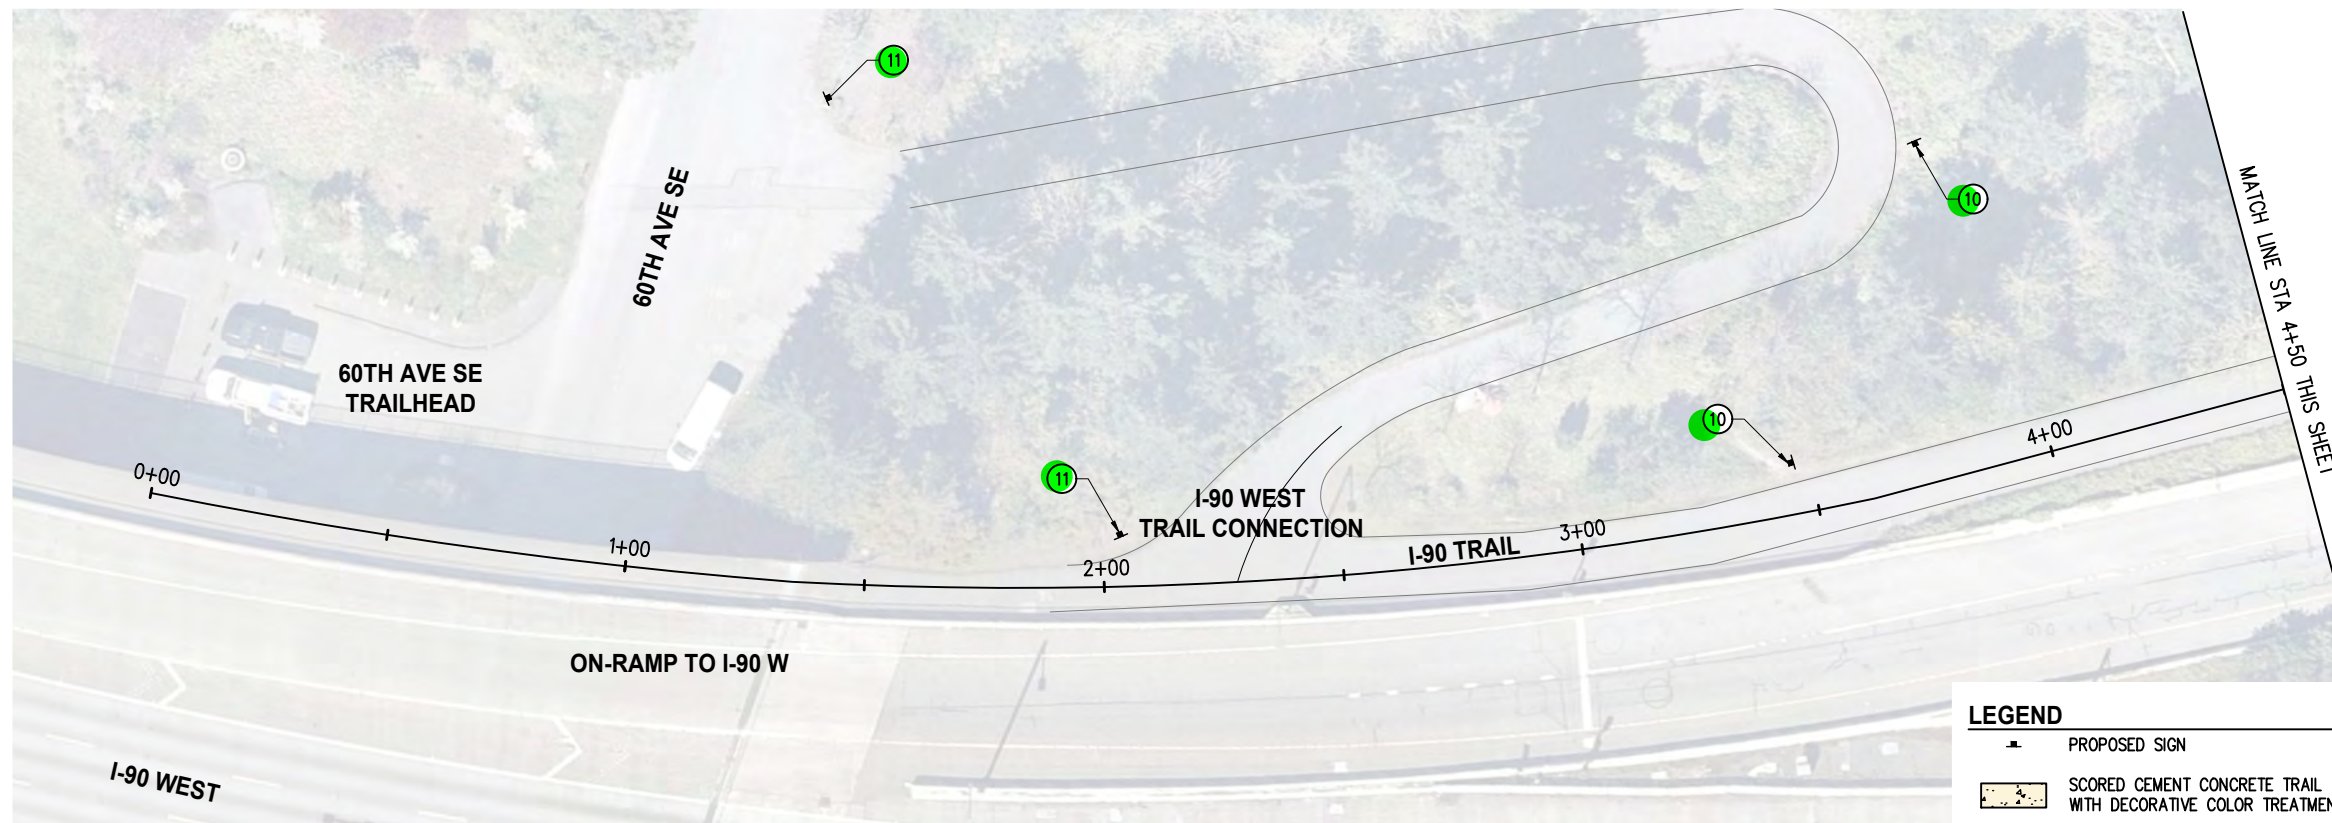 11
10
MATCH LINE STA 4+50 THIS SHEET
60TH AVE SE
60TH AVE SE
TRAILHEAD
10
4+00
0+00
11
I-90 WEST
TRAIL CONNECTION
1+00
2+00
I-90 TRAIL
3+00
ON-RAMP TO I-90 W
I-90 WEST
LEGEND
PROPOSED SIGN
SCORED CEMENT CONCRETE TRAIL
WITH DECORATIVE COLOR TREATMEN